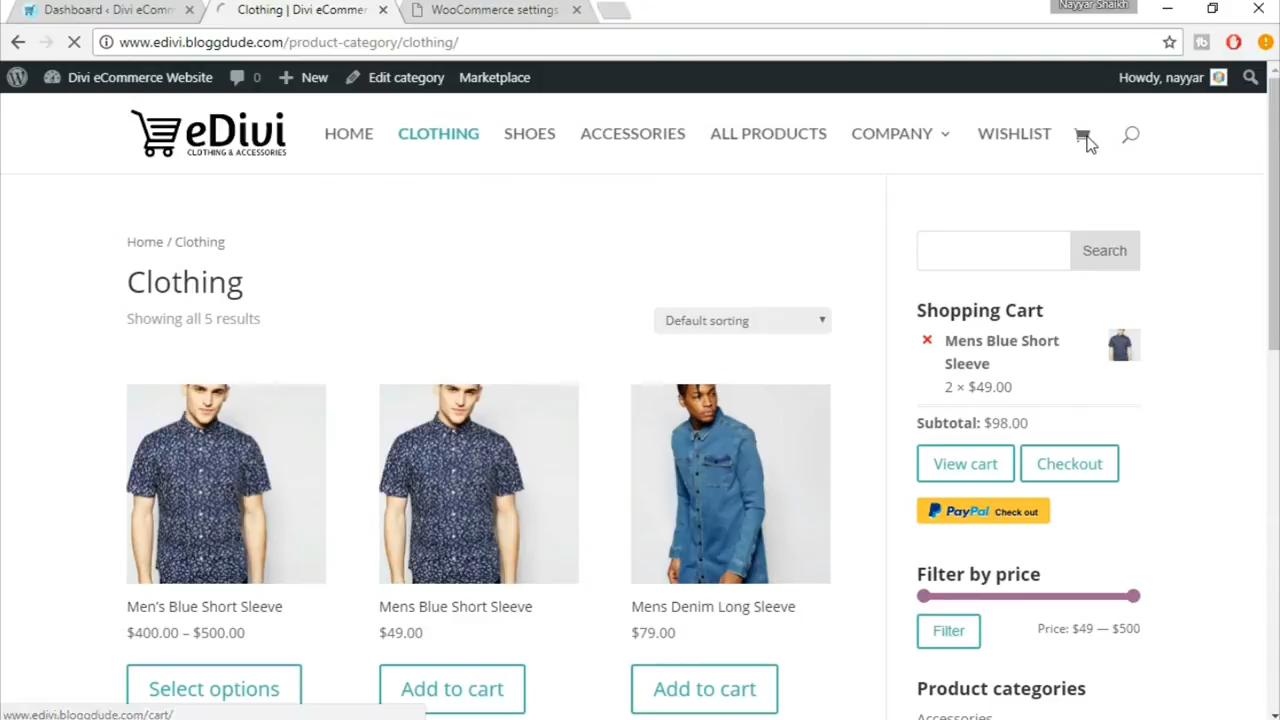 Dashboard ‹ Divi eComm
Clothing | Divi eCommer
WooCommerce settings
Nayyar Shaikh
www.edivi.bloggdude.com/product-category/clothing/
Divi eCommerce Website
0
New
Edit category
Marketplace
Howdy, nayyar
eDivi
CLOTHING & ACCESSORIES
HOME
CLOTHING
SHOES
ACCESSORIES
ALL PRODUCTS
COMPANY
WISHLIST
Home / Clothing
Clothing
Showing all 5 results
Default sorting
Search
Shopping Cart
× Mens Blue Short
Sleeve
2 × $49.00
Subtotal: $98.00
View cart
Checkout
PayPal Check out
Filter by price
Filter
Price: $49 — $500
Product categories
Accessories
Men's Blue Short Sleeve
$400.00 – $500.00
Select options
Mens Blue Short Sleeve
$49.00
Add to cart
Mens Denim Long Sleeve
$79.00
Add to cart
www.edivi.bloggdude.com/cart/